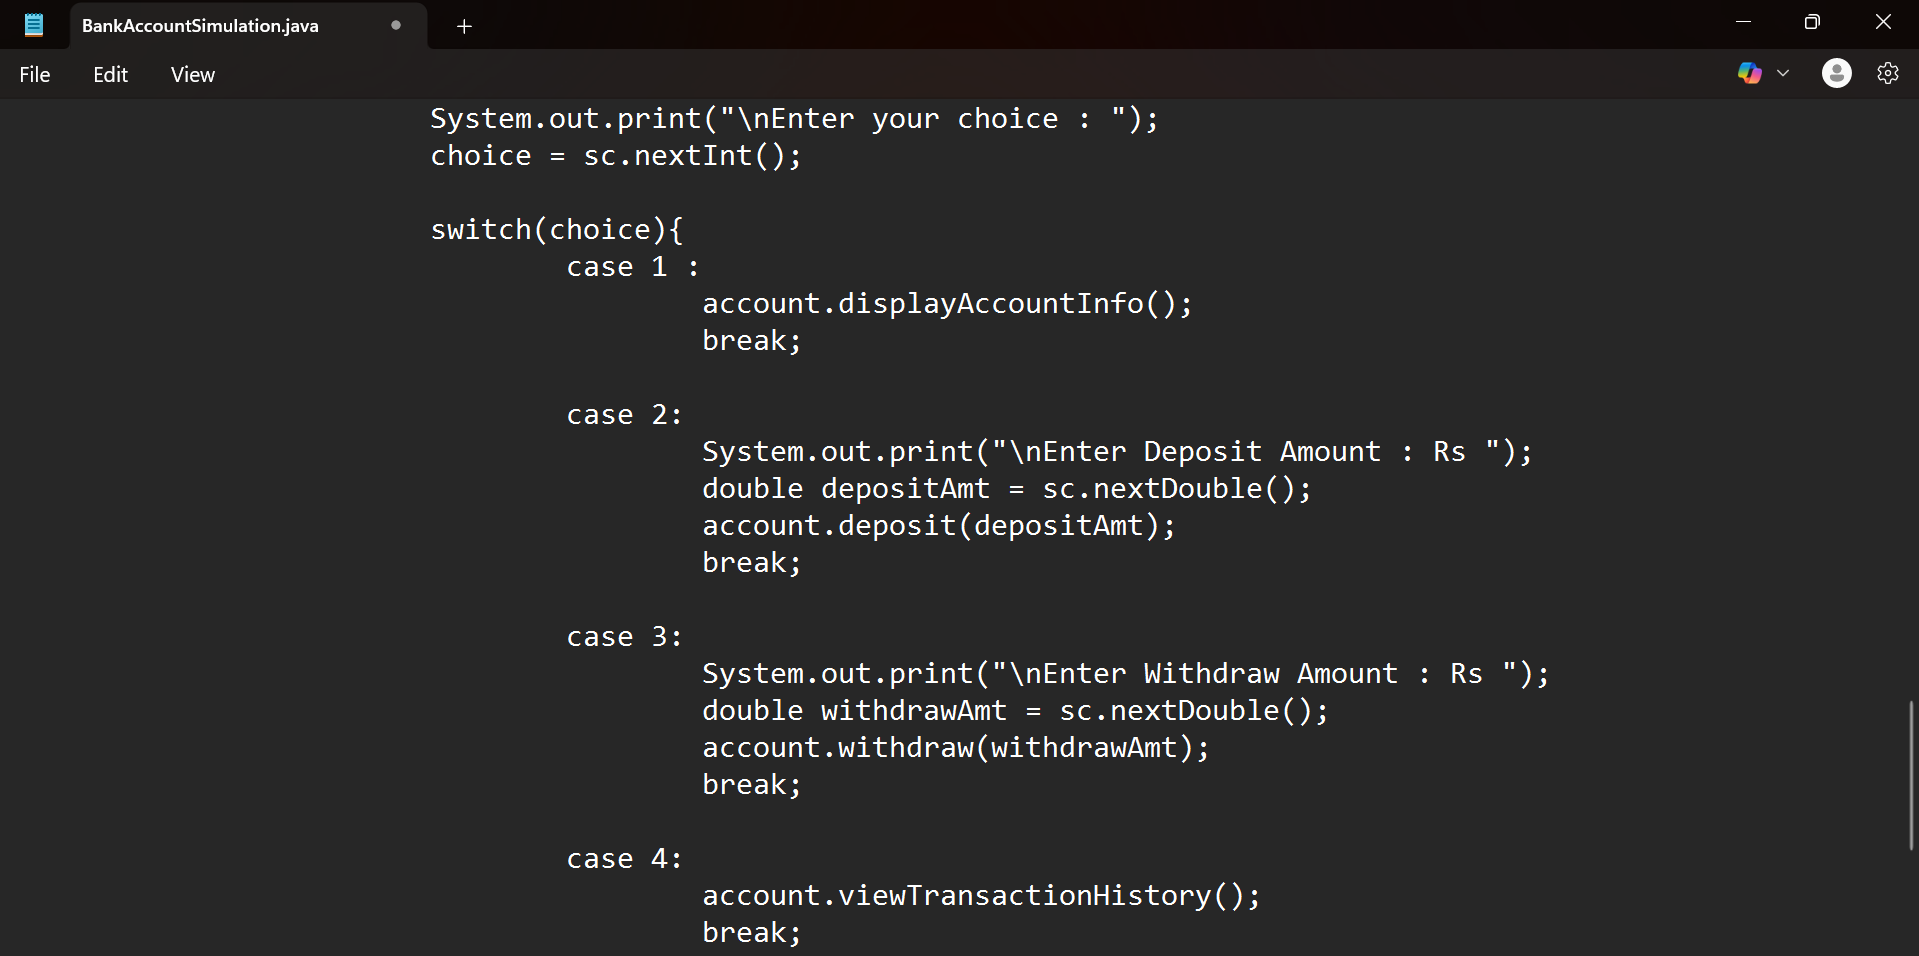 BankAccountSimulation.java
File Edit View
System.out.print("\nEnter your choice : ");
choice = sc.nextInt();
switch(choice){
case 1 :
account.displayAccountInfo();
break;
case 2:
System.out.print("\nEnter Deposit Amount : Rs ");
double depositAmt = sc.nextDouble();
account.deposit(depositAmt);
break;
case 3:
System.out.print("\nEnter Withdraw Amount : Rs ");
double withdrawAmt = sc.nextDouble();
account.withdraw(withdrawAmt);
break;
case 4:
account.viewTransactionHistory();
break;